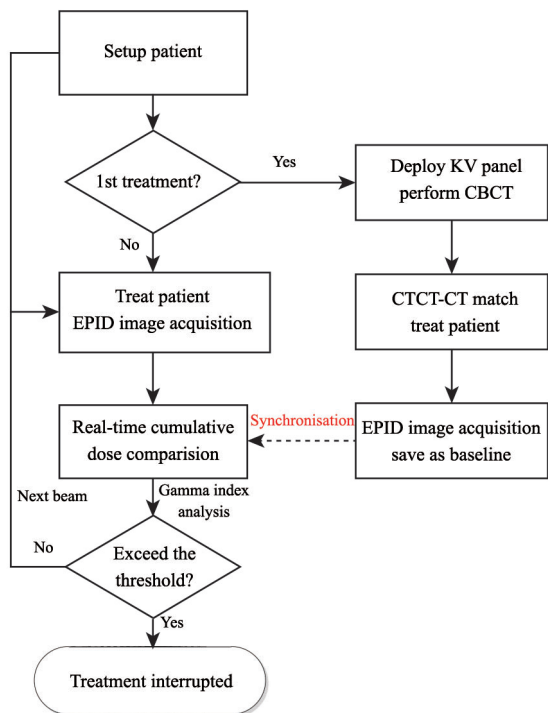 Setup patient
1st treatment?
Yes
Deploy KV panel
perform CBCT
No
Treat patient
EPID image acquisition
CTCT-CT match
treat patient
Real-time cumulative
dose comparision
Synchronisation
EPID image acquisition
save as baseline
Next beam
Gamma index
analysis
No
Exceed the
threshold?
Yes
Treatment interrupted